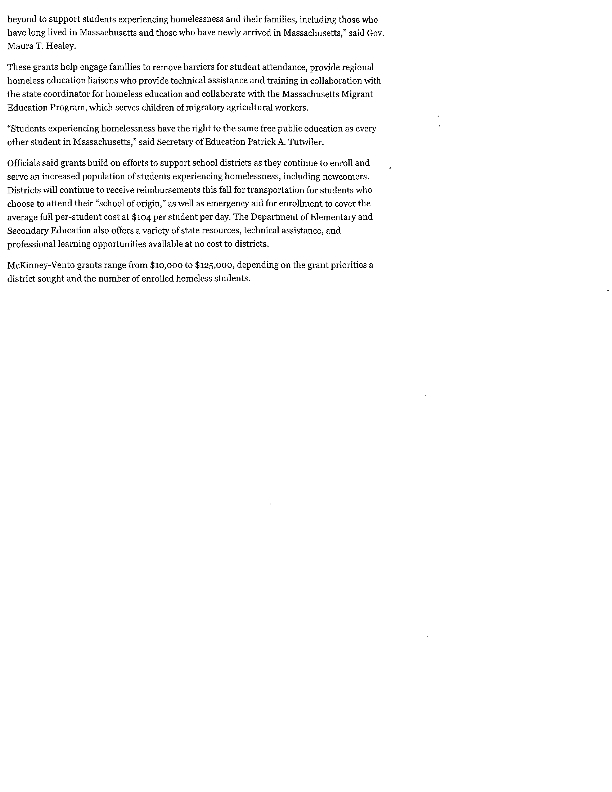 beyond to support students experiencing homelessness and their families, including those who
have long lived in Massachusetts and those who have newly arrived in Massachusetts,” said Gov.
Maura T. Healey.
These grants help engage families to remove barriers for student attendance, provide regional
homeless education liaisons who provide technical assistance and training in collaboration with
the state coordinator for homeless education and collaborate with the Massachusetts Migrant
Education Program, which serves children of migratory agricultural workers.
“Students experiencing homelessness have the right to the same free public education as every
other student in Massachusetts,” said Secretary of Education Patrick A. Tutwiler.
Officials said grants build on efforts to support school districts as they continue to enroll and
serve an increased population of students experiencing homelessness, including newcomers.
Districts will continue to receive reimbursements this fall for transportation for students who
choose to attend their “school of origin,” as well as emergency aid for enrollment to cover the
average full per-student cost at $104 per student per day. The Department of Elementary and
Secondary Education also offers a variety of state resources, technical assistance, and
professional learning opportunities available at no cost to districts.
McKinney-Vento grants range from $10,000 to $125,000, depending on the grant priorities a
district sought and the number of enrolled homeless students.